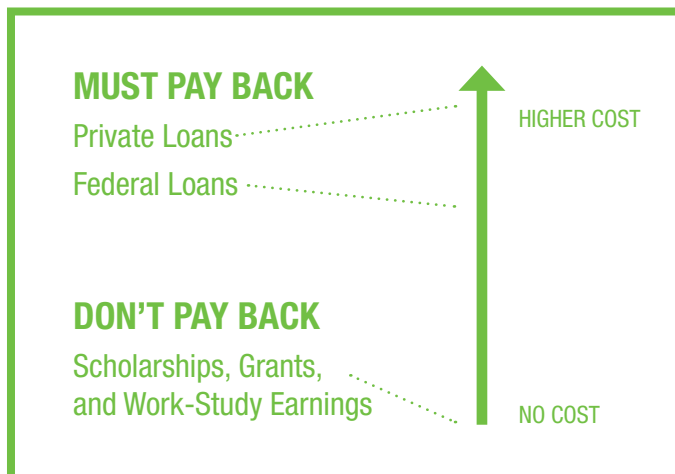 MUST PAY BACK
Private Loans
HIGHER COST
Federal Loans
DON'T PAY BACK
Scholarships, Grants,
and Work-Study Earnings
NO COST